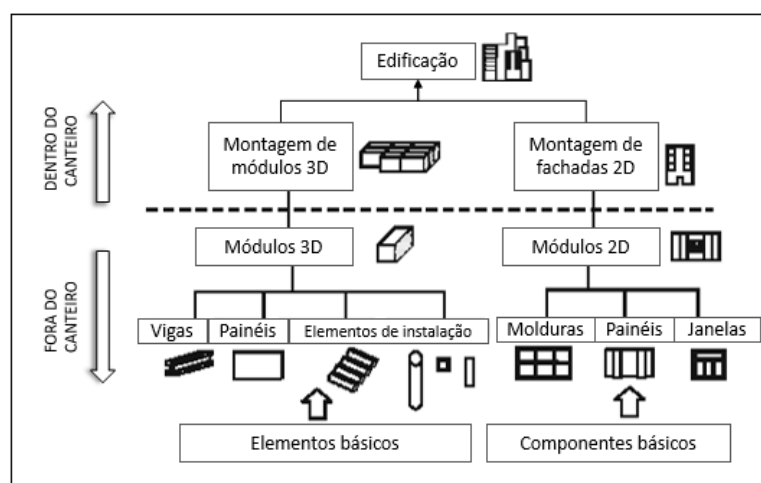 Edificação
DENTRO DO
CANTEIRO
Montagem de
módulos 3D
Montagem de
fachadas 2D
FORA DO
CANTEIRO
Módulos 3D
Módulos 2D
Vigas
Painéis
Elementos de instalação
Molduras
Painéis
Janelas
Elementos básicos
Componentes básicos